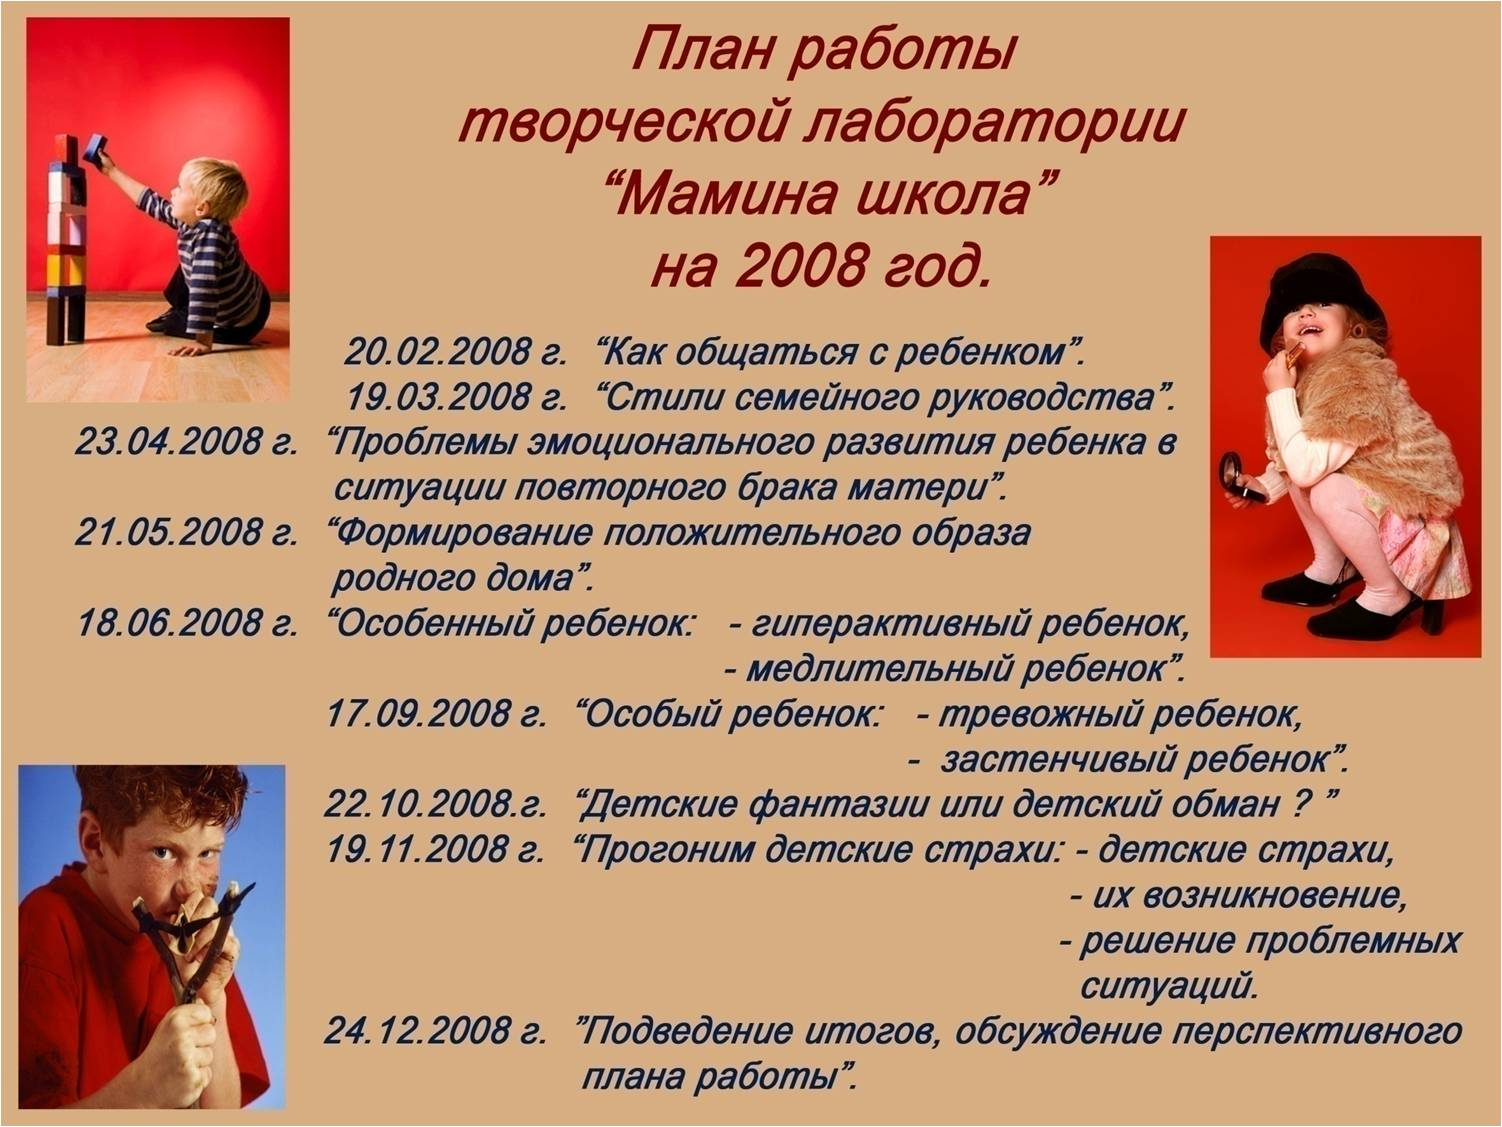 План работы
творческой лаборатории
“Мамина школа”
на 2008 год.
20.02.2008 г. “Как общаться с ребенком”.
19.03.2008 г. “Стили семейного руководства”.
23.04.2008 г. “Проблемы эмоционального развития ребенка в
ситуации повторного брака матери”.
21.05.2008 г. “Формирование положительного образа
родного дома”.
18.06.2008 г. “Особенный ребенок: - гиперактивный ребенок,
- медлительный ребенок”.
17.09.2008 г. “Особый ребенок: - тревожный ребенок,
- застенчивый ребенок”.
22.10.2008.г. “Детские фантазии или детский обман ? ”
19.11.2008 г. “Прогоним детские страхи: - детские страхи,
- их возникновение,
- решение проблемных
ситуаций.
24.12.2008 г. ”Подведение итогов, обсуждение перспективного
плана работы”.